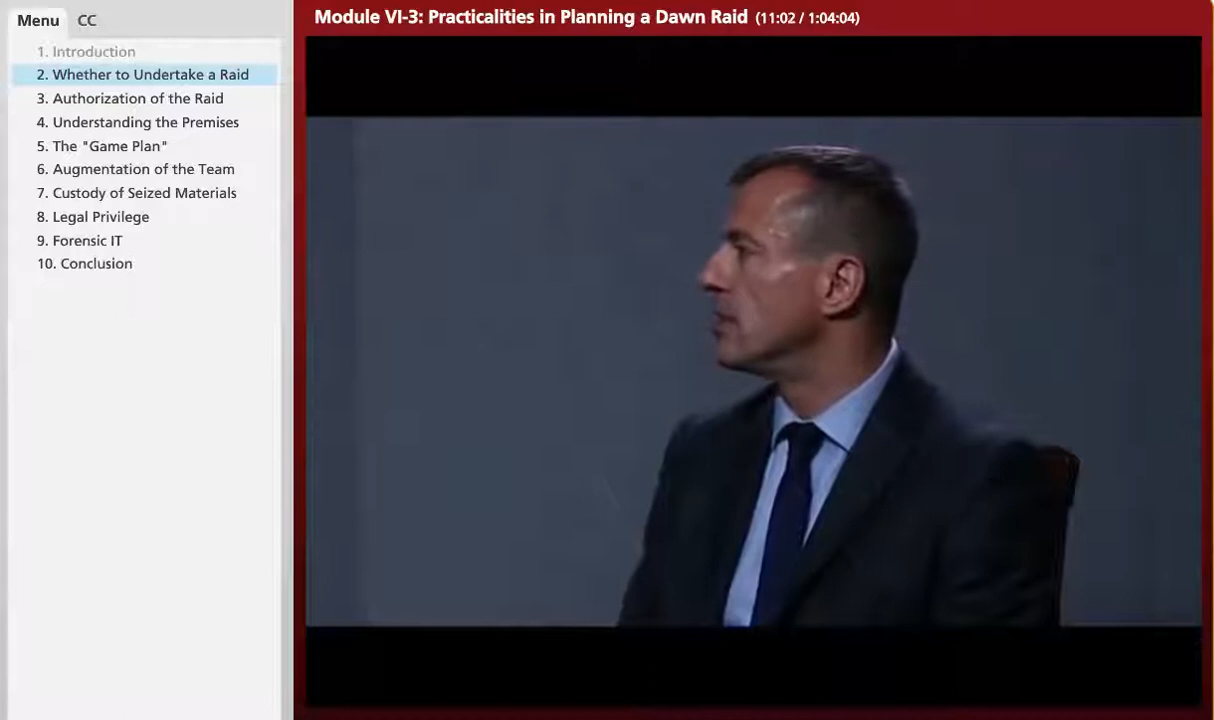 Menu CC
Module VI-3: Practicalities in Planning a Dawn Raid (11:02 / 1:04:04)
1. Introduction
2. Whether to Undertake a Raid
3. Authorization of the Raid
4. Understanding the Premises
5. The "Game Plan"
6. Augmentation of the Team
7. Custody of Seized Materials
8. Legal Privilege
9. Forensic IT
10. Conclusion